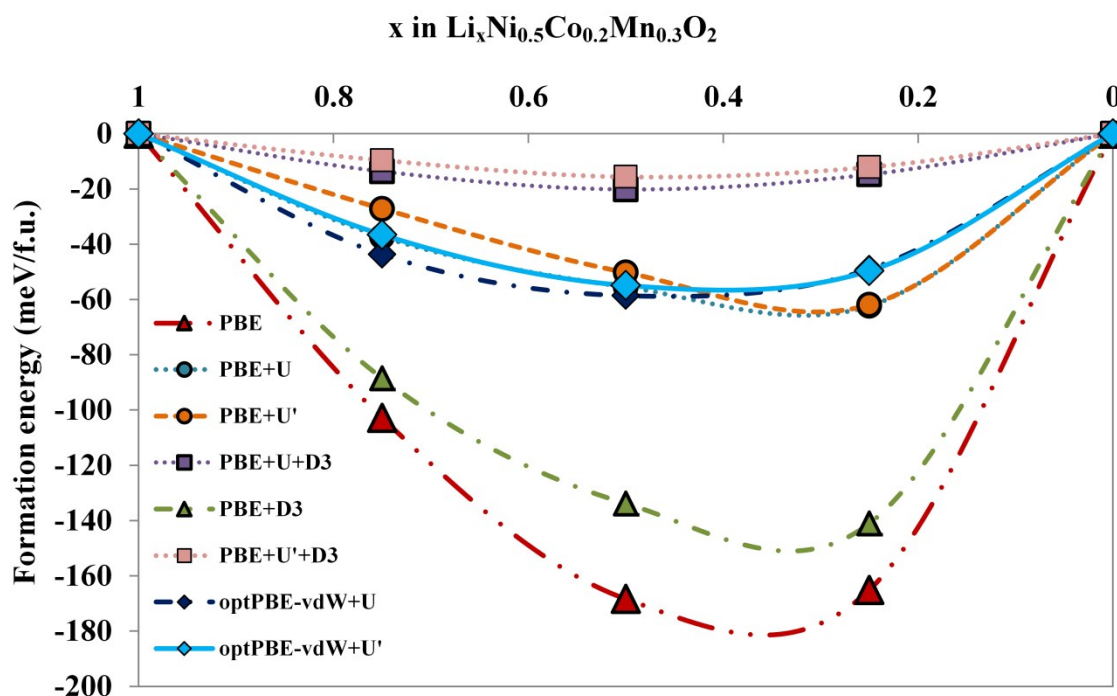 x in LiₓNi₀.₅Co₀.₂Mn₀.₃O₂
1 0.8 0.6 0.4 0.2 0
Formation energy (meV/f.u.)
0
-20
-40
-60
-80
-100
-120
-140
-160
-180
-200
PBE
PBE+U
PBE+U'
PBE+U+D3
PBE+D3
PBE+U'+D3
optPBE-vdW+U
optPBE-vdW+U'